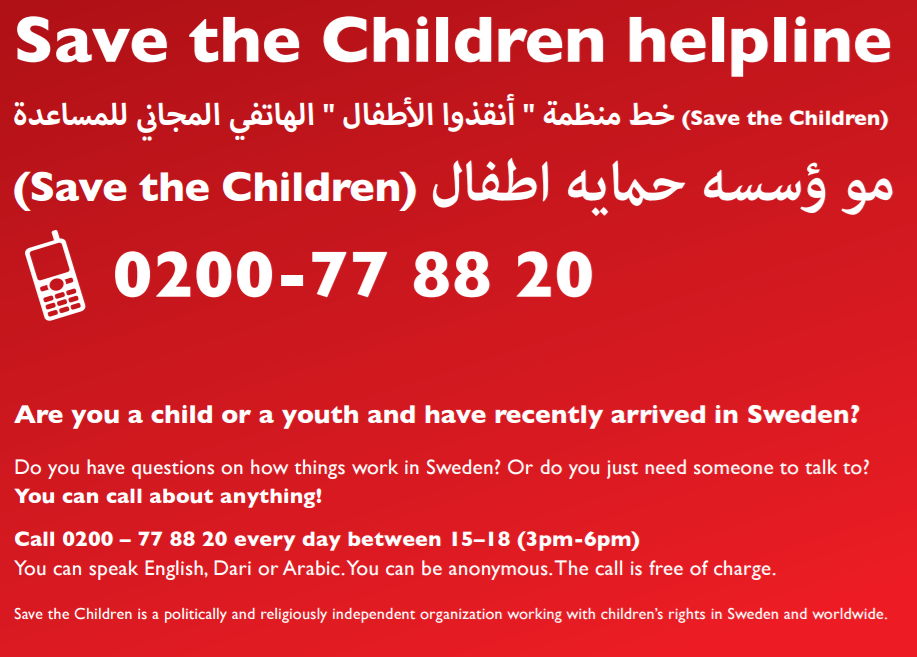 Save the Children helpline
خط منظمة " أنقذوا الأطفال " الهاتفي المجاني للمساعدة (Save the Children)
مو ؤسسه حمایه اطفال (Save the Children)
0200-77 88 20
Are you a child or a youth and have recently arrived in Sweden?
Do you have questions on how things work in Sweden? Or do you just need someone to talk to?
You can call about anything!
Call 0200 – 77 88 20 every day between 15–18 (3pm-6pm)
You can speak English, Dari or Arabic. You can be anonymous. The call is free of charge.
Save the Children is a politically and religiously independent organization working with children’s rights in Sweden and worldwide.